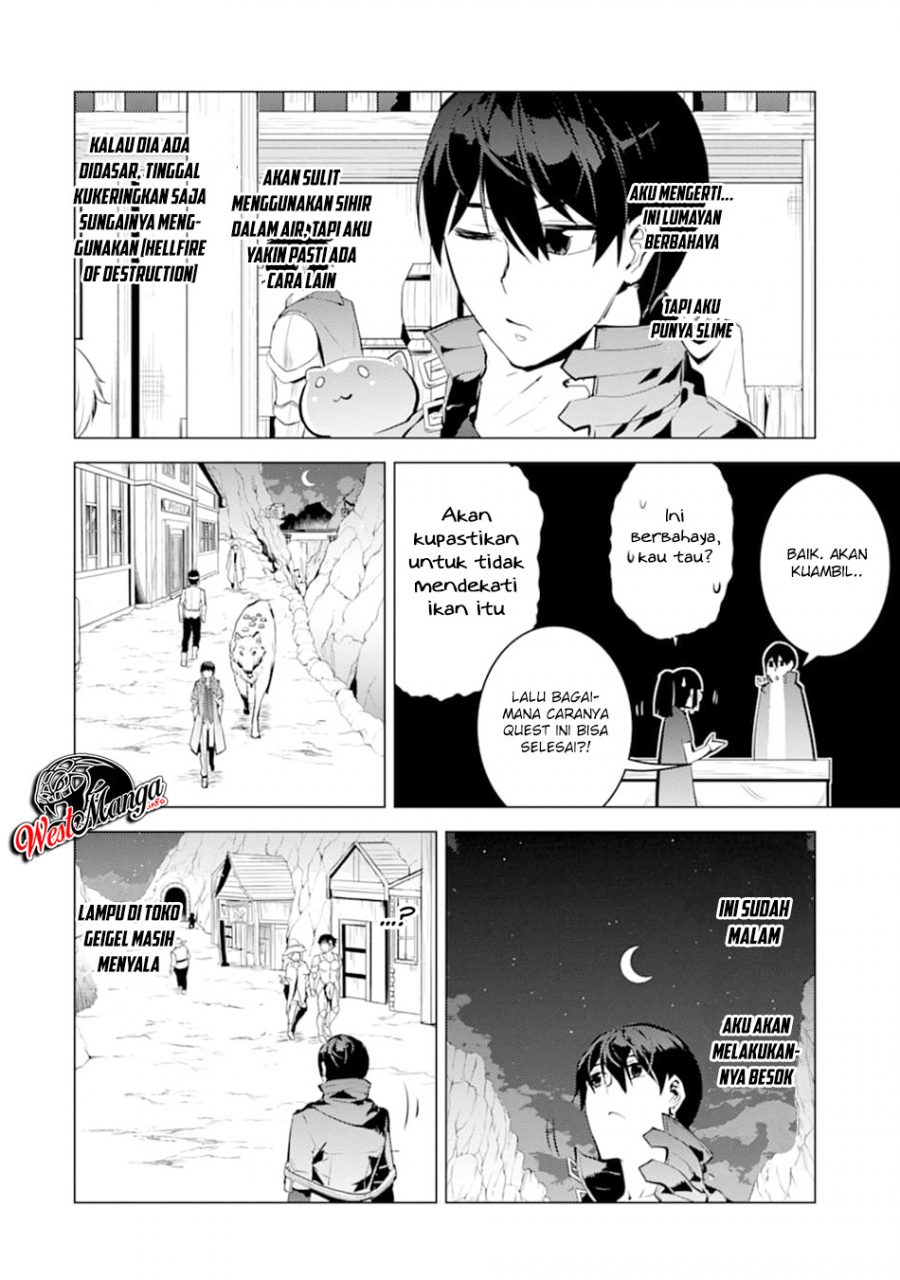 AKU MENGERTI...
INI LUMAYAN
BERBAHAYA
TAPI AKU
PUNYA SLIME
AKAN SULIT
MENGGUNAKAN SIHIR
DALAM AIR, TAPI AKU
YAKIN PASTI ADA
CARA LAIN
KALAU DIA ADA
DIDASAR, TINGGAL
KUKERINGKAN SAJA
SUNGAINYA MENG-
GUNAKAN [HELLFIRE
OF DESTRUCTION]
BAIK. AKAN
KUAMBIL..
Ini
Berbahaya,
kau tau?
Akan
kupastikan
untuk tidak
mendekati
ikan itu
LALU BAGAI-
MANA CARANYA
QUEST INI BISA
SELESAI?!
INI SUDAH
MALAM
AKU AKAN
MELAKUKAN-
NYA BESOK
...?
LAMPU DI TOKO
GEIGEL MASIH
MENYALA
WestManga
.info